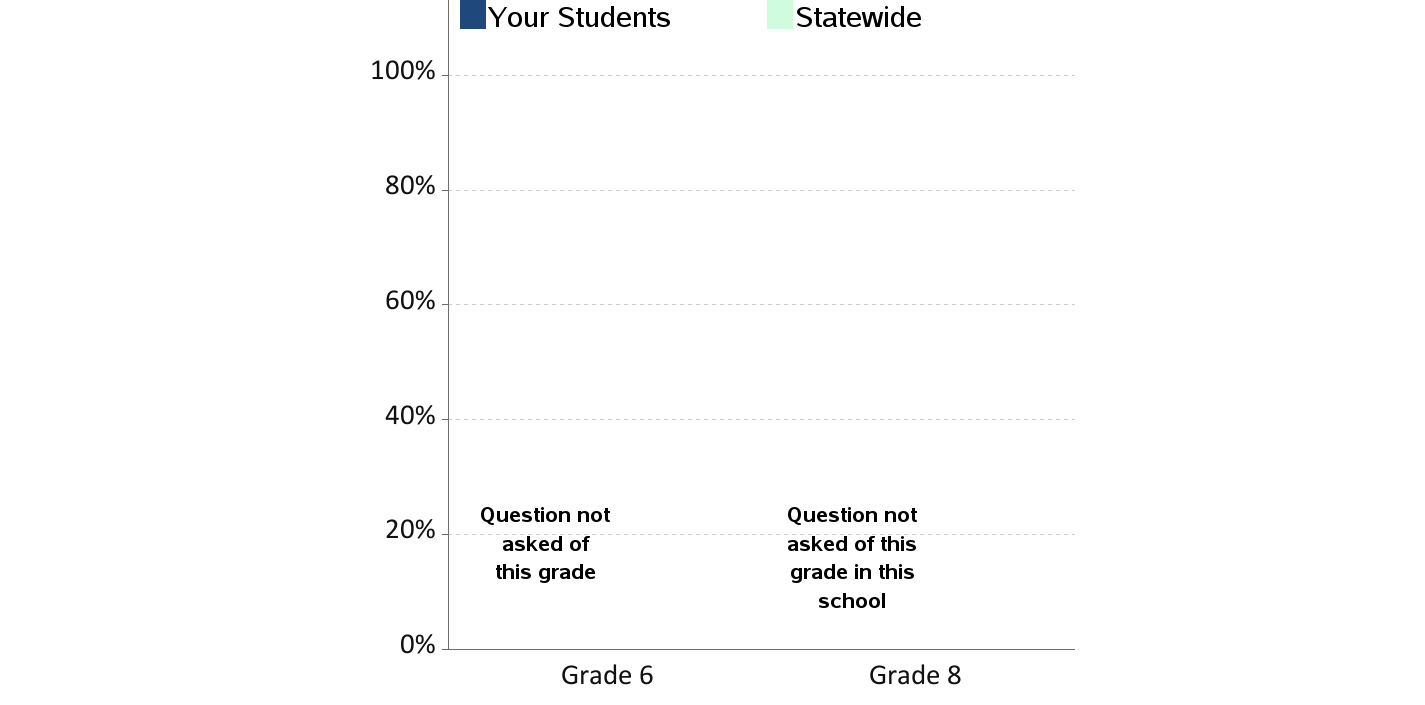 Your Students Statewide
100%
80%
60%
40%
20%
0%
Question not
asked of
this grade
Question not
asked of this
grade in this
school
Grade 6 Grade 8